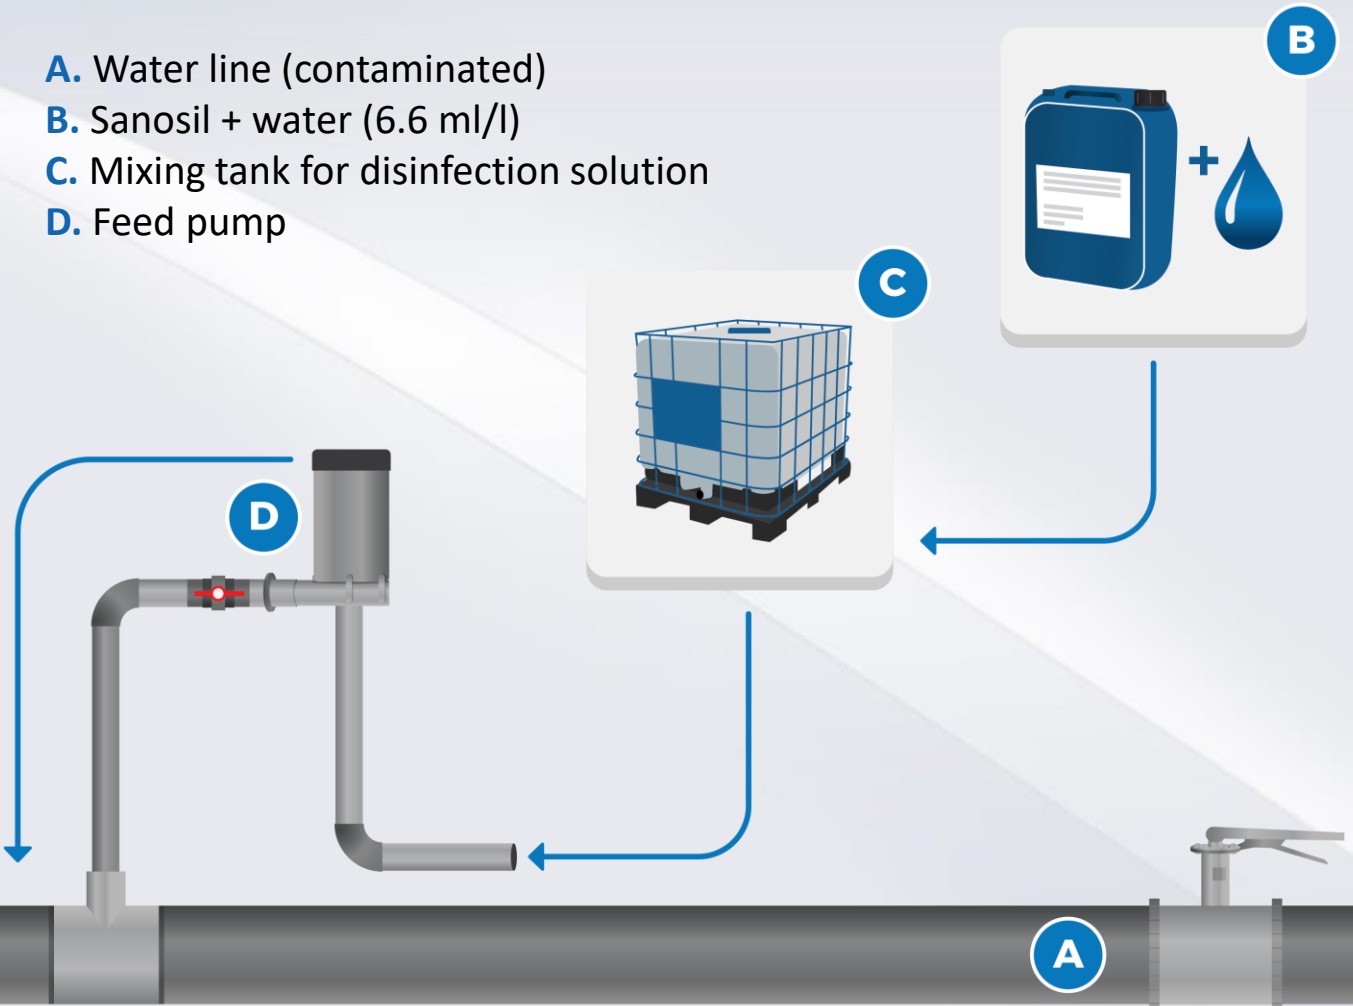 A. Water line (contaminated)
B. Sanosil + water (6.6 ml/l)
C. Mixing tank for disinfection solution
D. Feed pump
B
+
C
D
A